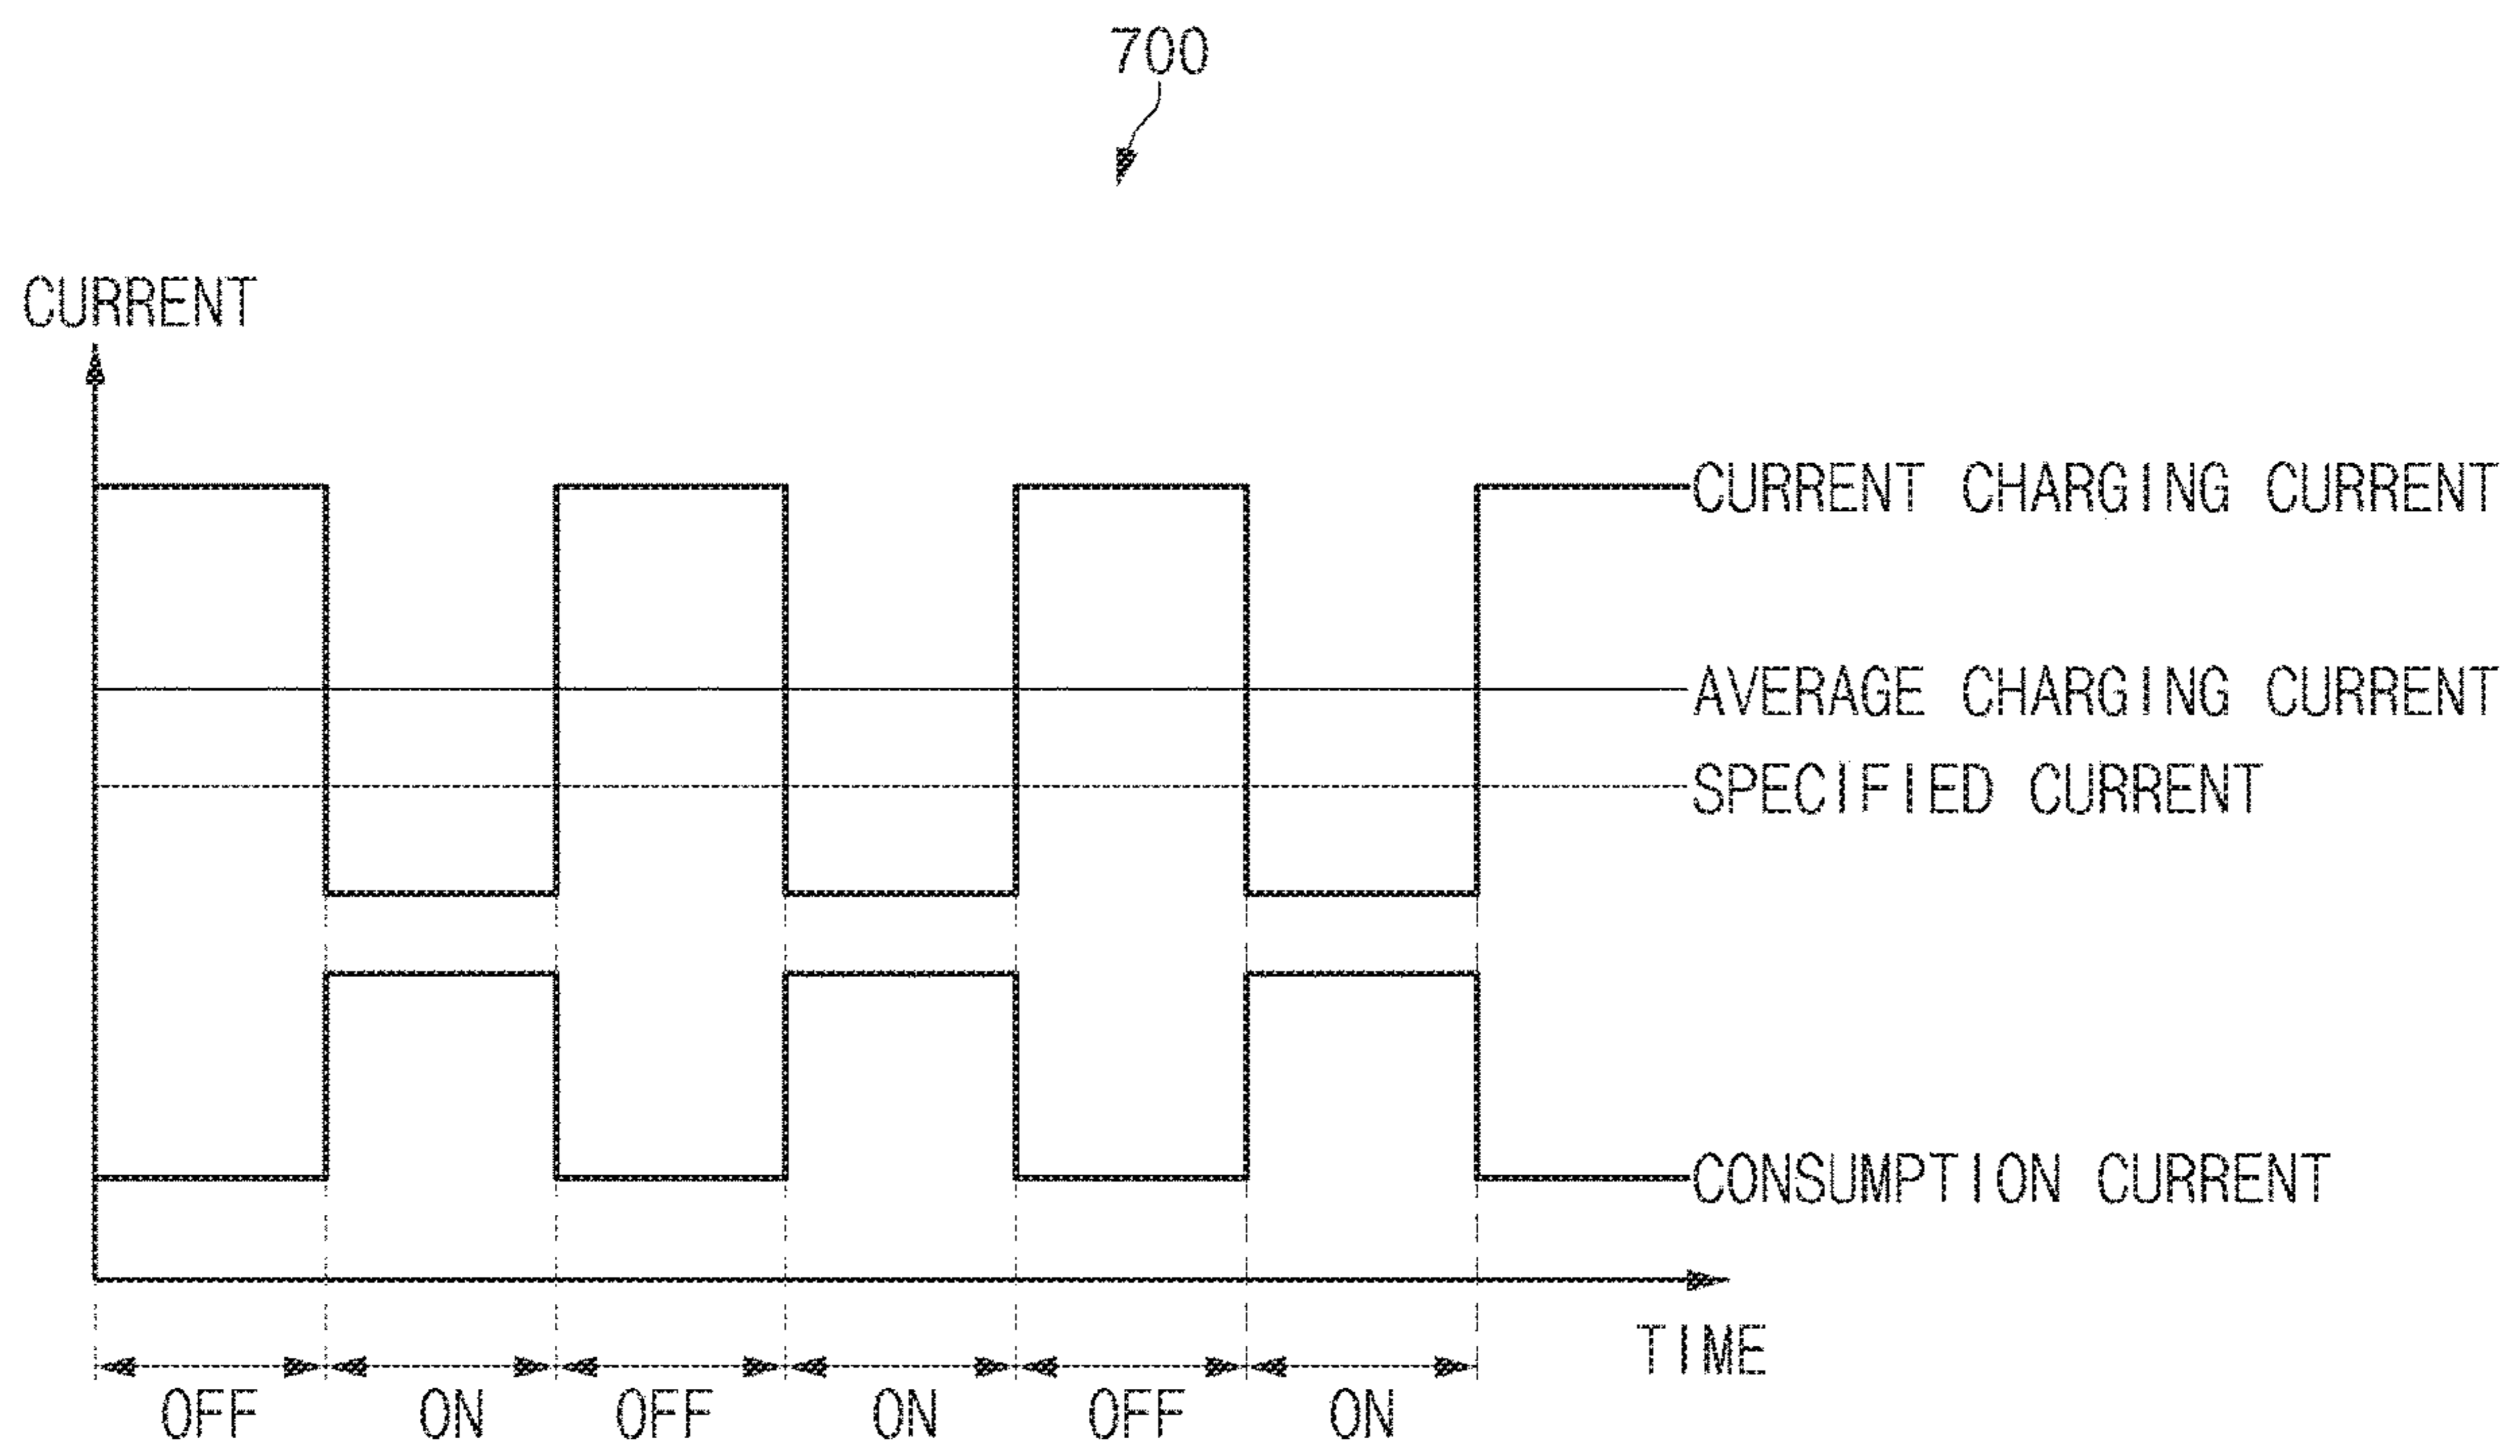 700
CURRENT
CURRENT CHARGING CURRENT
AVERAGE CHARGING CURRENT
SPECIFIED CURRENT
CONSUMPTION CURRENT
TIME
OFF ON OFF ON OFF ON